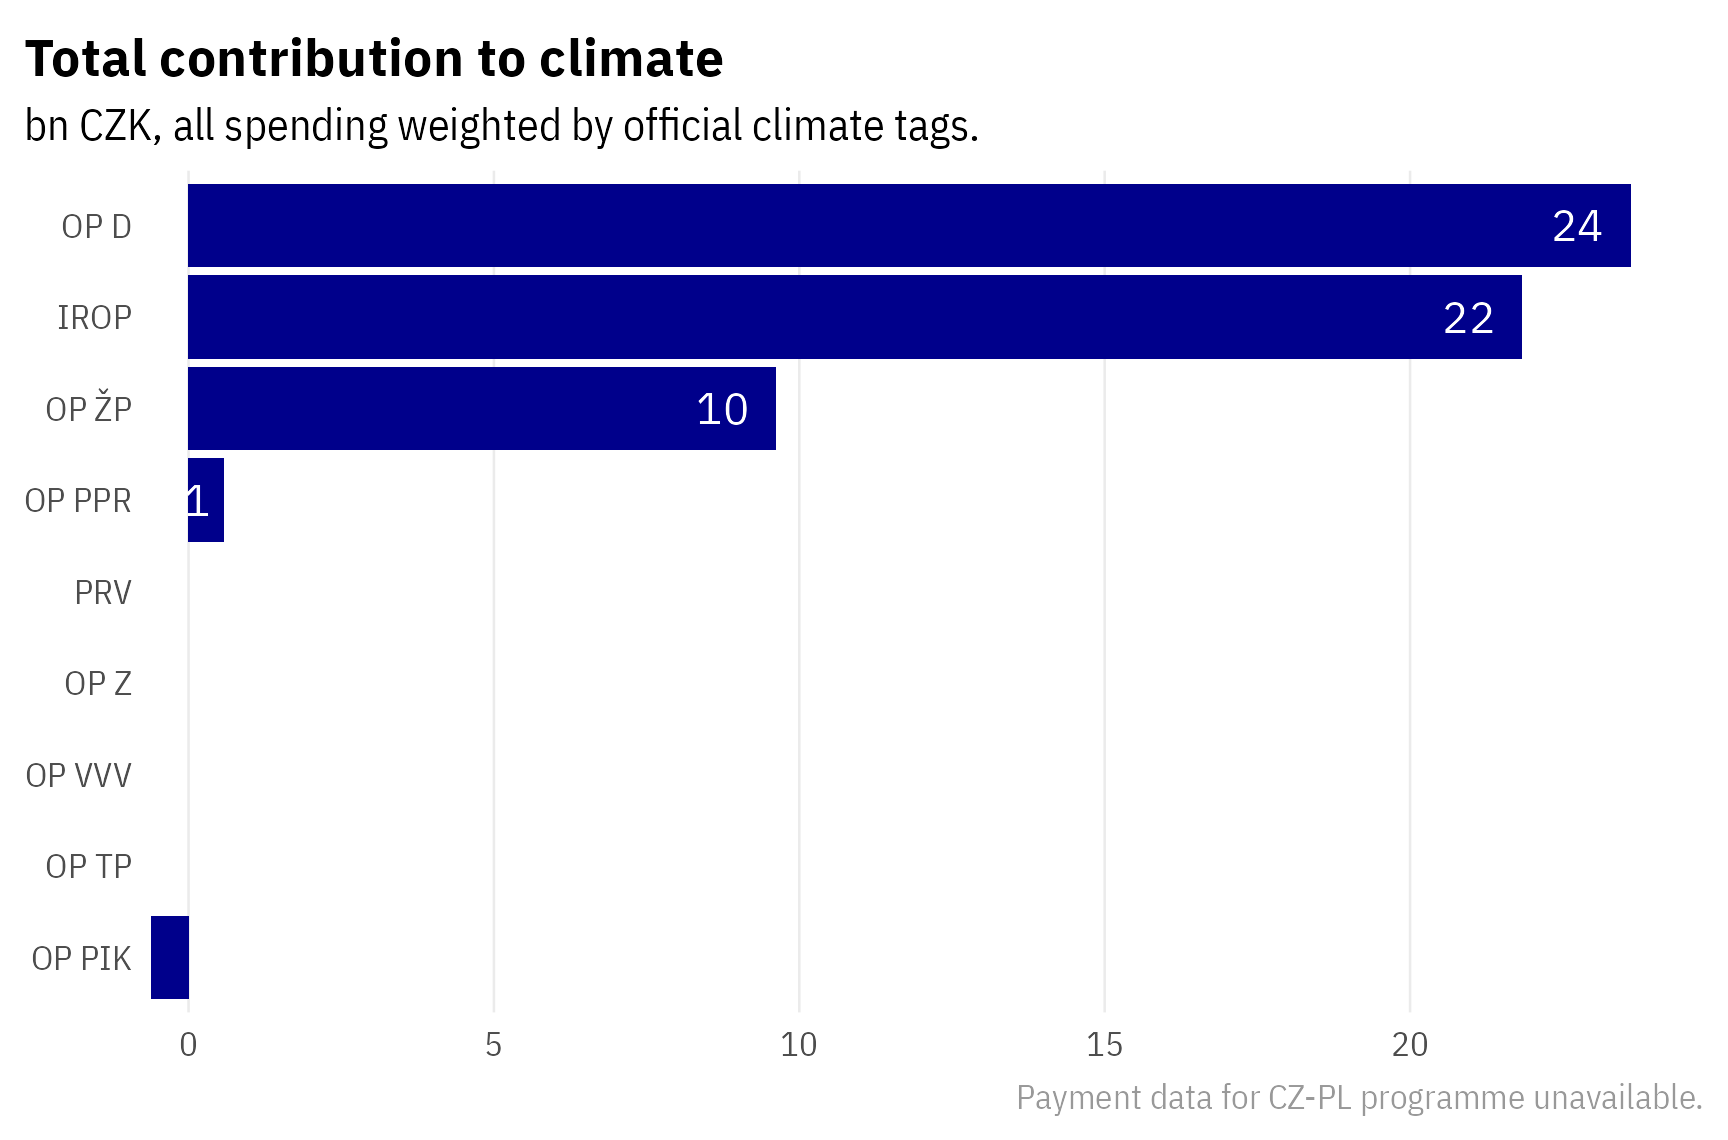 Total contribution to climate
bn CZK, all spending weighted by official climate tags.
OP D 24
IROP 22
OP ŽP 10
OP PPR 1
PRV
OP Z
OP VVV
OP TP
OP PIK
0 5 10 15 20
Payment data for CZ-PL programme unavailable.